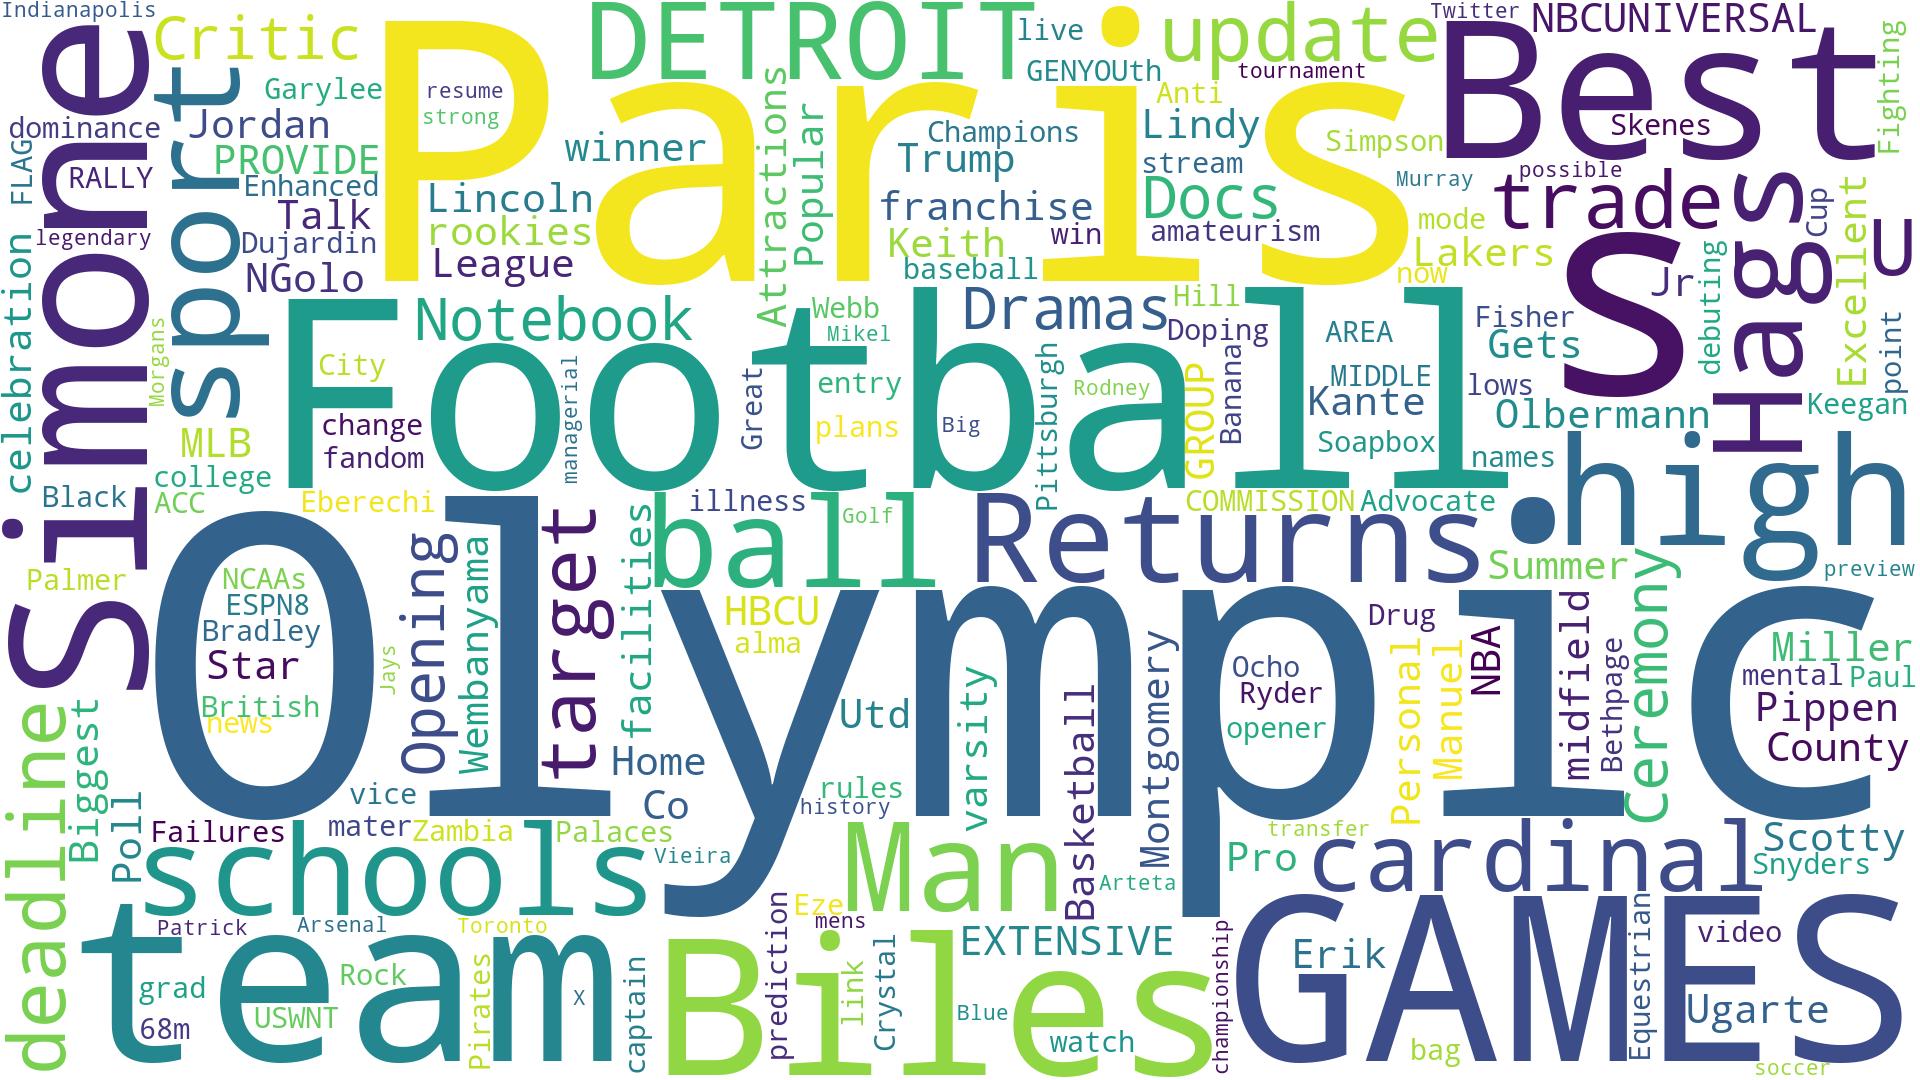 Indianapolis
Simone
Critic
Paris
DETROIT
live
update
Twitter
NBCUNIVERSAL
Best
Fighting
sport
Garylee
resume
strong
GENYOUth
tournament
Anti
dominance
Jordan
winner
Attractions
Popular
Champions
Lindy
Simpson
Skenes
FLAG
RALLY
PROVIDE
Enhanced
Trump
stream
Murray
possible
trade
Hags
Cup
Excellent
U
Lincoln
Docs
Talk
rookies
franchise
mode
legendary
Dujardin
Keith
win
amateurism
Lakers
S
celebration
NGolo
League
baseball
now
Jr
debuting
Football
Notebook
Webb
Dramas
Hill
Fisher
point
Morgans
Mikel
Doping
AREA
Gets
City
managerial
Great
entry
Pittsburgh
Rodney
GROUP
Banana
MIDDLE
lows
Kante
Olbermann
Keegan
MLB
change
plans
Big
Soapbox
fandom
names
college
high
Black
ACC
Eberechi
illness
Golf
COMMISSION
Advocate
ball
Returns
Olympic
Opening
Wembanyama
target
facilities
Summer
Ceremony
preview
Palmer
NCAAs
ESPN8
Bradley
Star
British
news
Jays
HBCU
alma
Montgomery
Drug
Personal
Manuel
NBA
midfield
Bethpage
Miller
mental
Paul
Ocho
Ryder
opener
Pippen
County
deadline
Biggest
Utd
varsity
Basketball
Home
Co
rules
history
vice
Poll
Failures
mater
Zambia
Palaces
Vieira
transfer
Scotty
schools
Man
Arteta
Pro
cardinal
Snyders
team
Patrick
Arsenal
Toronto
Eze
mens
prediction
Biles
EXTENSIVE
championship
GAMES
Erik
Equestrian
video
grad
Rock
Pirates
X
captain
link
Crystal
Blue
Ugarte
68m
USWNT
watch
bag
soccer